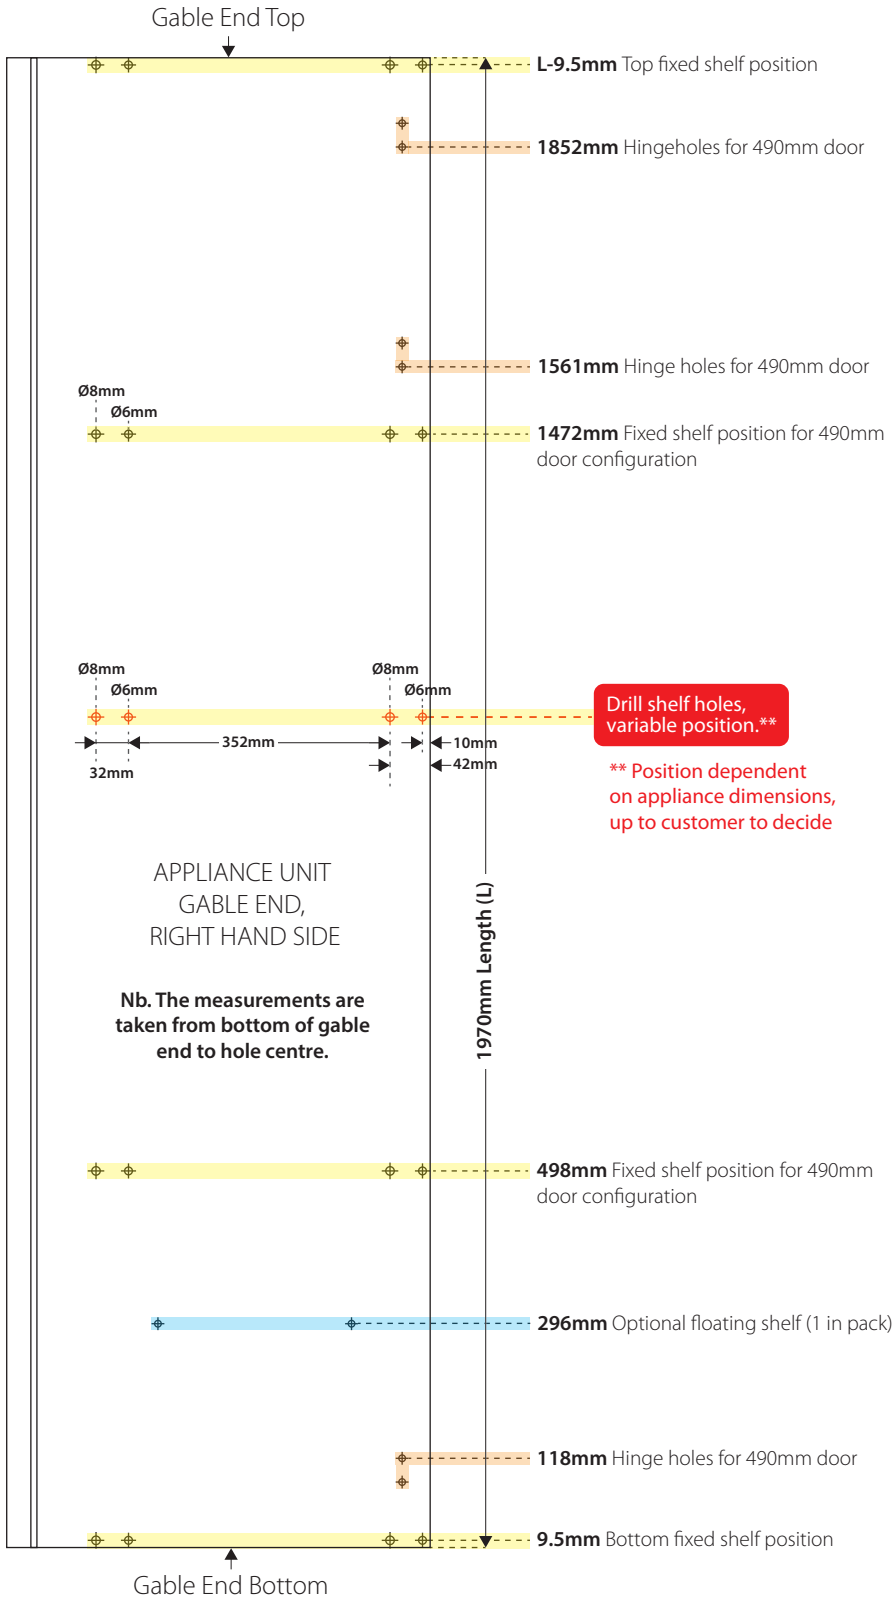 Gable End Top
L-9.5mm Top fixed shelf position
1852mm Hingeholes for 490mm door
1561mm Hinge holes for 490mm door
Ø8mm
Ø6mm
1472mm Fixed shelf position for 490mm
door configuration
Ø8mm
Ø6mm
Ø8mm
Ø6mm
Drill shelf holes,
variable position.**
352mm
10mm
32mm
42mm
** Position dependent
on appliance dimensions,
up to customer to decide
APPLIANCE UNIT
GABLE END,
RIGHT HAND SIDE
1970mm Length (L)
Nb. The measurements are
taken from bottom of gable
end to hole centre.
498mm Fixed shelf position for 490mm
door configuration
296mm Optional floating shelf (1 in pack)
118mm Hinge holes for 490mm door
9.5mm Bottom fixed shelf position
Gable End Bottom